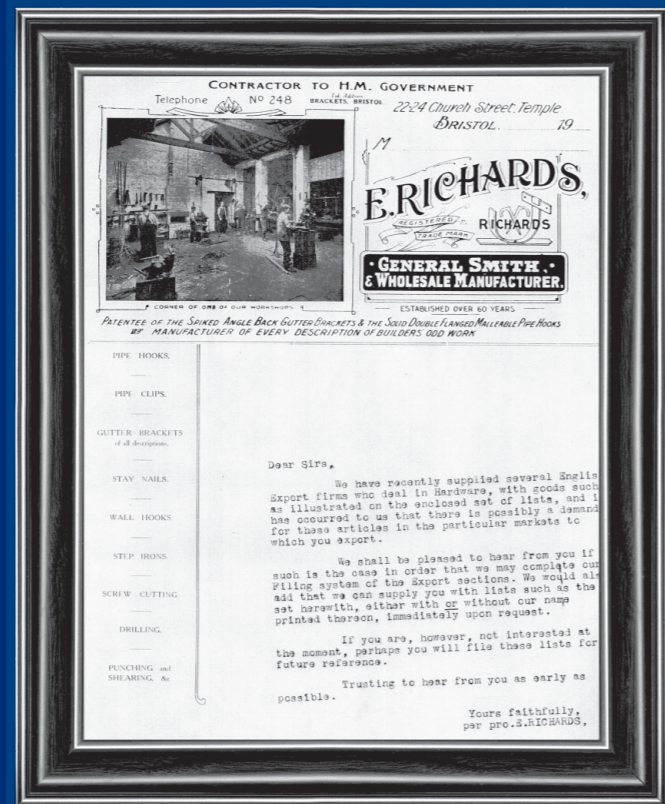 CONTRACTOR TO H.M. GOVERNMENT
Telephone Nº 248
BRACKETS, BRISTOL
22-24 Church Street, Temple
BRISTOL. 19
M
E. RICHARDS,
REGISTERED
TRADE MARK
RICHARDS
• GENERAL SMITH, •
& WHOLESALE MANUFACTURER.
CORNER OF ONE OF OUR WORKSHOPS.
ESTABLISHED OVER 60 YEARS
PATENTEE OF THE SPIKED ANGLE BACK GUTTER BRACKETS & THE SOLID DOUBLE FLANGED MALLEABLE PIPE HOOKS
MANUFACTURER OF EVERY DESCRIPTION OF BUILDERS ODD WORK
PIPE HOOKS.
PIPE CLIPS.
GUTTER BRACKETS
of all descriptions.
STAY NAILS.
WALL HOOKS.
STEP IRONS.
SCREW CUTTING
DRILLING.
PUNCHING and
SHEARING, &c
Dear Sirs,
We have recently supplied several Englis
Export firms who deal in Hardware, with goods such
as illustrated on the enclosed set of lists, and i
has occurred to us that there is possibly a demand
for these articles in the particular markets to
which you export.
We shall be pleased to hear from you if
such is the case in order that we may complete our
Filing system of the Export sections. We would als
add that we can supply you with lists such as the
set herewith, either with or without our name
printed thereon, immediately upon request.
If you are, however, not interested at
the moment, perhaps you will file these lists for
future reference.
Trusting to hear from you as early as
possible.
Yours faithfully,
per pro.E.RICHARDS,